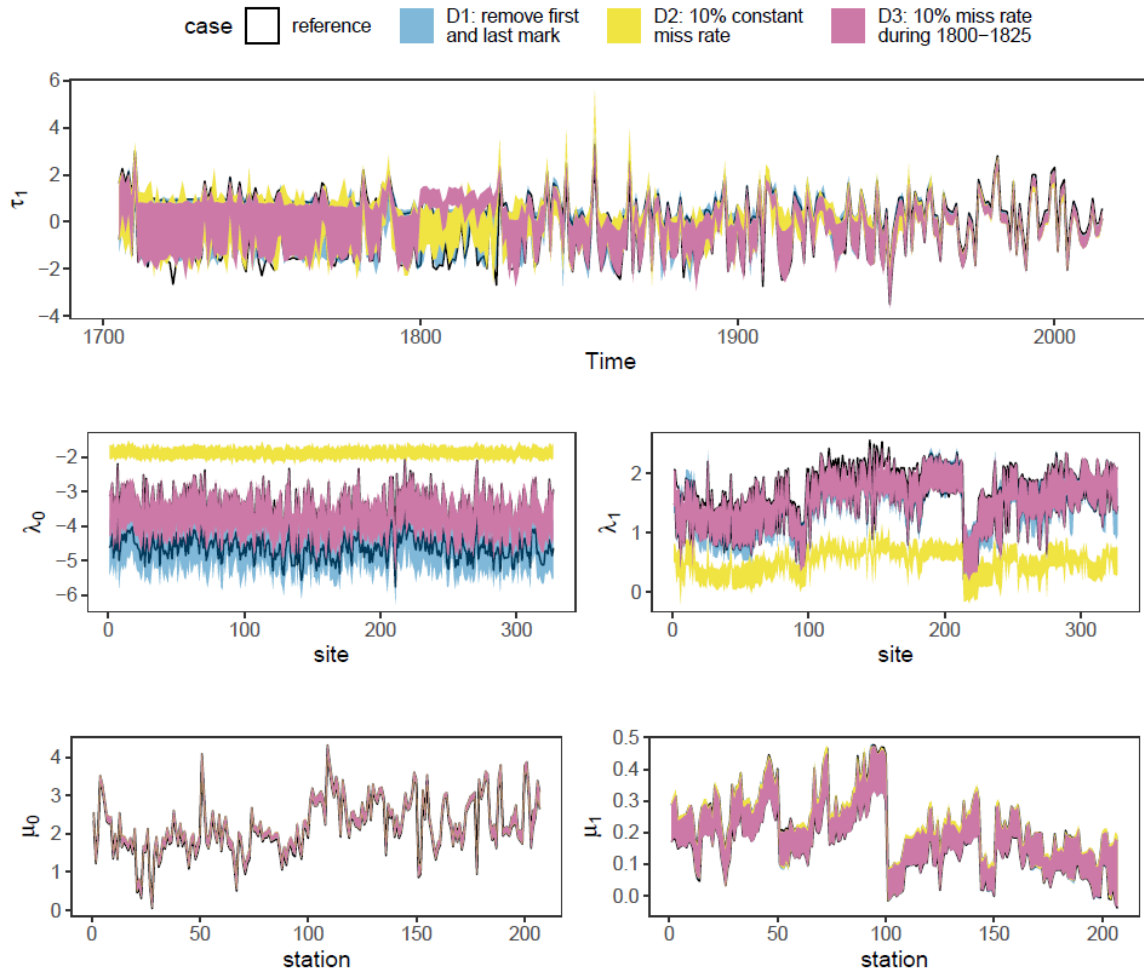 case reference D1: remove first and last mark D2: 10% constant miss rate D3: 10% miss rate during 1800−1825
6
4
2
0
−2
−4
τ1
1700 1800 1900 2000
Time
−2
−3
−4
−5
−6
λ0
0 100 200 300
site
2
1
0
λ1
0 100 200 300
site
4
3
2
1
0
μ0
0 50 100 150 200
station
0.5
0.4
0.3
0.2
0.1
0.0
μ1
0 50 100 150 200
station